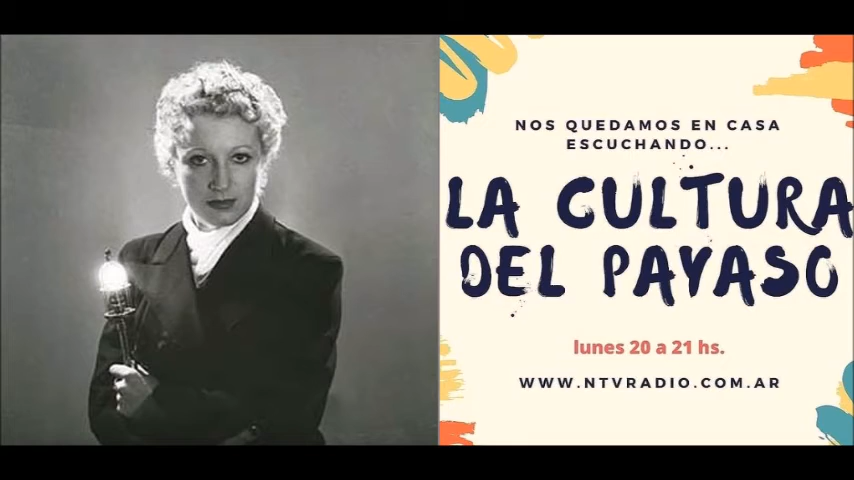 NOS QUEDAMOS EN CASA
ESCUCHANDO...
LA CULTURA
DEL PAYASO
lunes 20 a 21 hs.
WWW.NTVRADIO.COM.AR